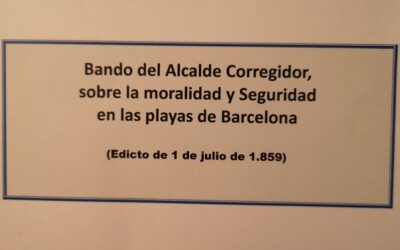 Bando del Alcalde Corregidor,
sobre la moralidad y Seguridad
en las playas de Barcelona
(Edicto de 1 de julio de 1.859)